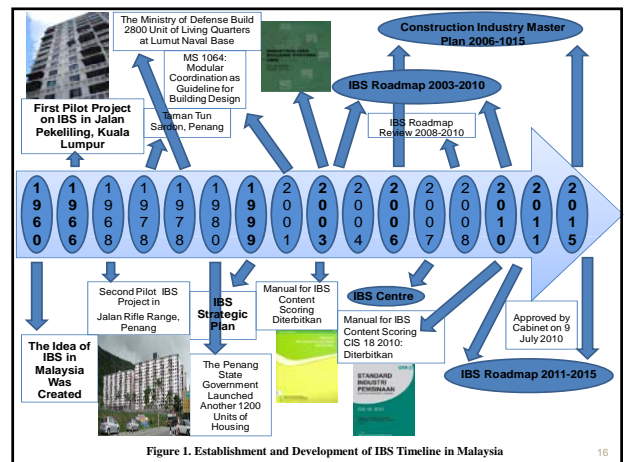 The Ministry of Defense Build
2800 Unit of Living Quarters
at Lumut Naval Base
Construction Industry Master
Plan 2006-1015
MS 1064:
Modular
Coordination as
Guideline for
Building Design
IBS Roadmap 2003-2010
First Pilot Project
on IBS in Jalan
Pekeliling, Kuala
Lumpur
Taman Tun
Sardon, Penang
IBS Roadmap
Review 2008-2010
1960
1966
1968
1978
1978
1980
1999
2001
2003
2004
2006
2007
2008
2010
2011
2015
Second Pilot IBS
Project in
Jalan Rifle Range,
Penang
IBS
Strategic
Plan
Manual for IBS
Content
Scoring
Diterbitkan
IBS Centre
Manual for IBS
Content Scoring
CIS 18 2010:
Diterbitkan
Approved by
Cabinet on 9
July 2010
The Idea of
IBS in
Malaysia
Was
Created
The Penang
State
Government
Launched
Another 1200
Units of
Housing
STANDARD
INDUSTRI
PEMBINAAN
IBS Roadmap 2011-2015
Figure 1. Establishment and Development of IBS Timeline in Malaysia
16